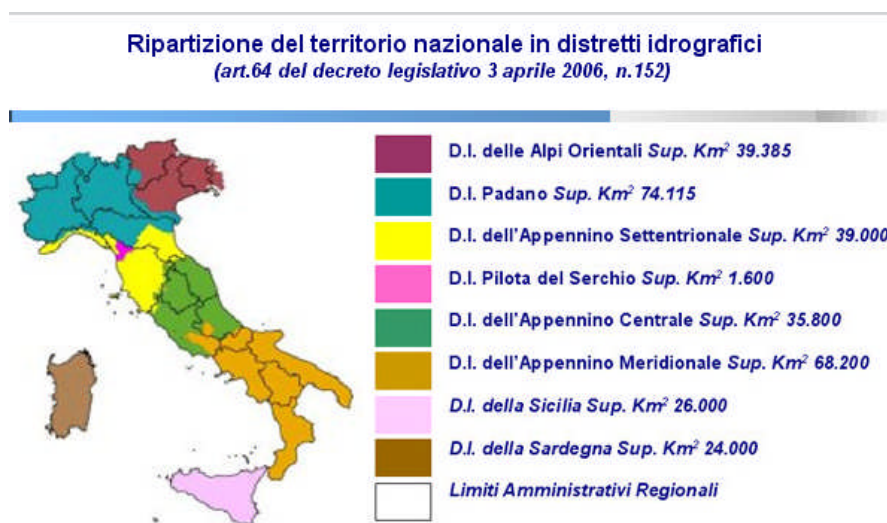 Ripartizione del territorio nazionale in distretti idrografici
(art.64 del decreto legislativo 3 aprile 2006, n.152)
D.I. delle Alpi Orientali Sup. Km² 39.385
D.I. Padano Sup. Km² 74.115
D.I. dell'Appennino Settentrionale Sup. Km² 39.000
D.I. Pilota del Serchio Sup. Km² 1.600
D.I. dell'Appennino Centrale Sup. Km² 35.800
D.I. dell'Appennino Meridionale Sup. Km² 68.200
D.I. della Sicilia Sup. Km² 26.000
D.I. della Sardegna Sup. Km² 24.000
Limiti Amministrativi Regionali